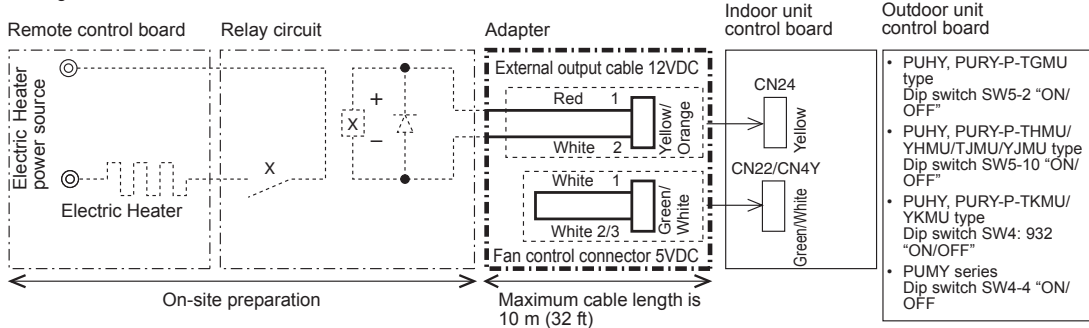 Remote control board
Relay circuit
Adapter
Indoor unit
control board
Outdoor unit
control board
Electric Heater
power source
Electric Heater
X
+
X
−
External output cable 12VDC
Red 1
White 2
Yellow/
Orange
White 1
White 2/3
Green/
White
Fan control connector 5VDC
CN24
Yellow
CN22/CN4Y
Green/White
• PUHY, PURY-P-TGMU
type
Dip switch SW5-2 “ON/
OFF”
• PUHY, PURY-P-THMU/
YHMU/TJMU/YJMU type
Dip switch SW5-10 “ON/
OFF”
• PUHY, PURY-P-TKMU/
YKMU type
Dip switch SW4: 932
“ON/OFF”
• PUMY series
Dip switch SW4-4 “ON/
OFF
On-site preparation
Maximum cable length is
10 m (32 ft)